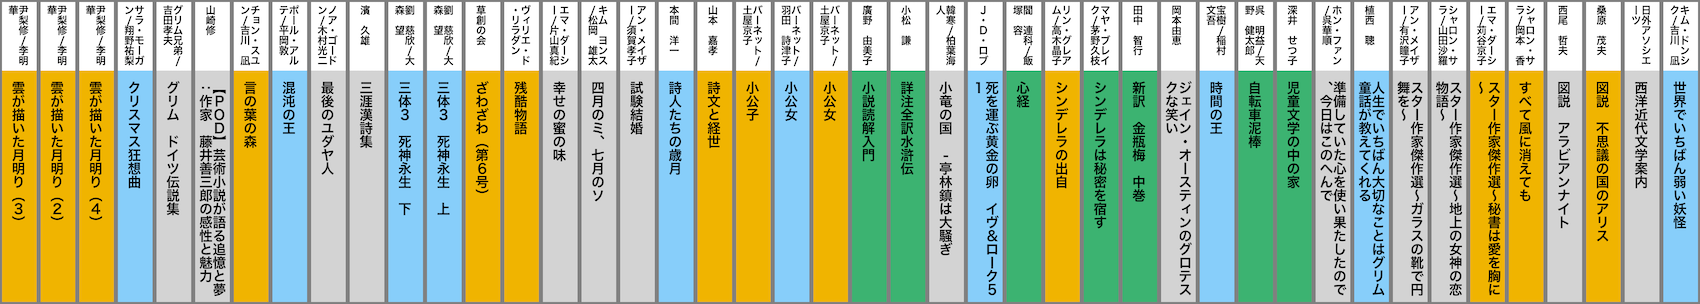 キム・ドンシ
ク/吉川 凪
世界でいちばん弱い妖怪
日外アソシエ
ーツ
西洋近代文学案内
桑原 茂夫
図説 不思議の国のアリス
西尾 哲夫
図説 アラビアンナイト
シャロン・サ
ラ/岡本 香
すべて風に消えても
エマ・ダーシ
ー/苅谷京子
スター作家傑作選~秘書は愛を胸に
~
シャロン・サ
ラ/山田沙羅
スター作家傑作選~地上の女神の恋
物語~
アン・メイザ
ー/有沢瞳子
スター作家傑作選~ガラスの靴で円
舞を~
植西 聰
人生でいちばん大切なことはグリム
童話が教えてくれる
ホン・ファン
/呉華順
準備していた心を使い果たしたので
、今日はこのへんで
深井 せつ子
児童文学の中の家
呉 明益/天
野 健太郎
自転車泥棒
宝樹/稲村
文吾
時間の王
岡本由恵
ジェイン・オースティンのグロテス
クな笑い
田中 智行
新訳 金瓶梅 中巻
マヤ・ブレイ
ク/茅野久枝
シンデレラは秘密を宿す
リン・グレア
ム/高木晶子
シンデレラの出自
閻 連科/飯
塚 容
心経
J・D・ロブ
死を運ぶ黄金の卵 イヴ&ローク5
1
韓寒/柏葉海
人
小竜の国 -亭林鎮は大騒ぎ
小松 謙
詳注全訳水滸伝
廣野 由美子
小説読解入門
バーネット/
土屋京子
小公女
バーネット/
羽田 詩津子
小公女
バーネット/
土屋京子
小公子
山本 嘉孝
詩文と経世
本間 洋一
詩人たちの歳月
アン・メイザ
ー/須賀孝子
試験結婚
キム ヨンス
/松岡 雄太
四月のミ、七月のソ
エマ・ダーシ
ー/片山真紀
幸せの蜜の味
ヴィリエ・ド
・リラダン
残酷物語
草創の会
ざわざわ(第6号)
劉 慈欣/大
森 望
三体3 死神永生 上
劉 慈欣/大
森 望
三体3 死神永生 下
濱 久雄
三涯漢詩集
ノア・ゴード
ン/木村光二
最後のユダヤ人
ポール・アル
テ/平岡敦
混沌の王
チョン・スユ
ン/吉川 凪
言の葉の森
山﨑修
【POD】芸術小説が語る追憶と夢
:作家 藤井善三郎の感性と魅力
グリム兄弟/
吉田孝夫
グリム ドイツ伝説集
サラ・モーガ
ン/翔野祐梨
クリスマス狂想曲
尹梨修/李明
華
雲が描いた月明り(4)
尹梨修/李明
華
雲が描いた月明り(2)
尹梨修/李明
華
雲が描いた月明り(3)